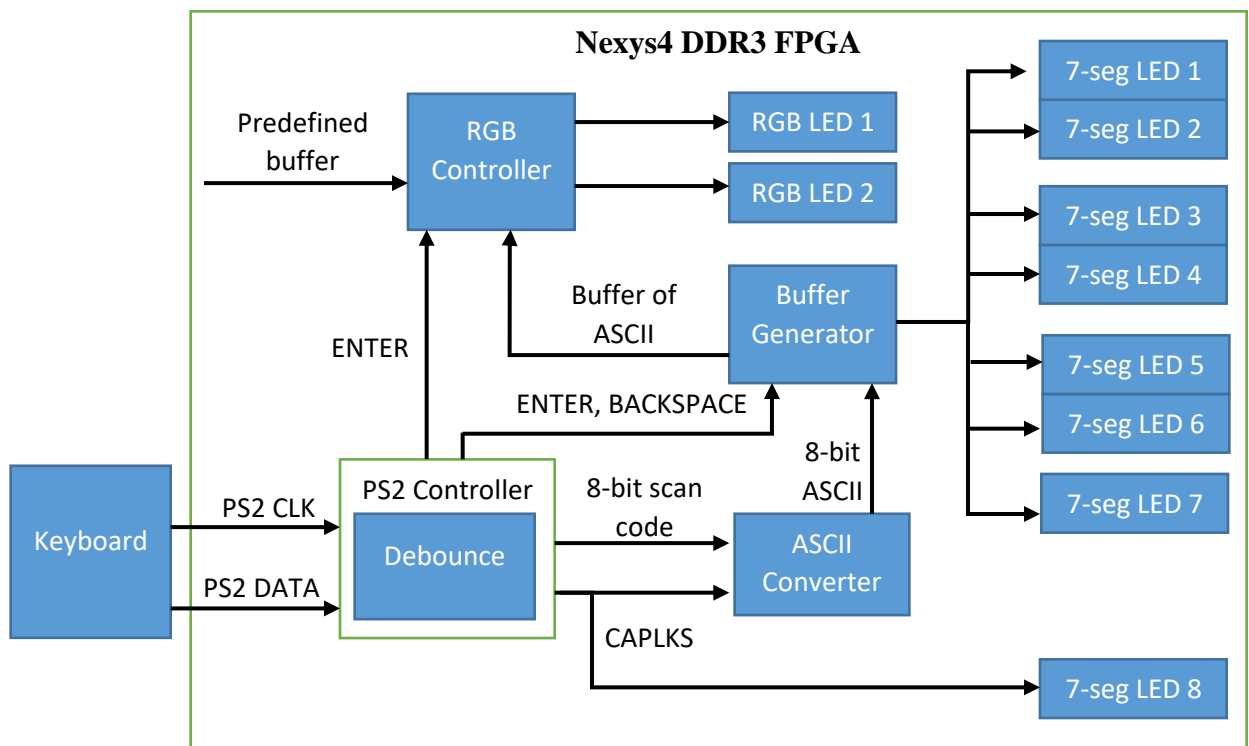 Nexys4 DDR3 FPGA
Predefined
buffer
RGB
Controller
RGB LED 1
RGB LED 2
7-seg LED 1
7-seg LED 2
7-seg LED 3
7-seg LED 4
7-seg LED 5
7-seg LED 6
7-seg LED 7
7-seg LED 8
Buffer of
ASCII
Buffer
Generator
ENTER
ENTER, BACKSPACE
8-bit
ASCII
Keyboard
PS2 CLK
PS2 DATA
PS2 Controller
Debounce
8-bit scan
code
ASCII
Converter
CAPLKS